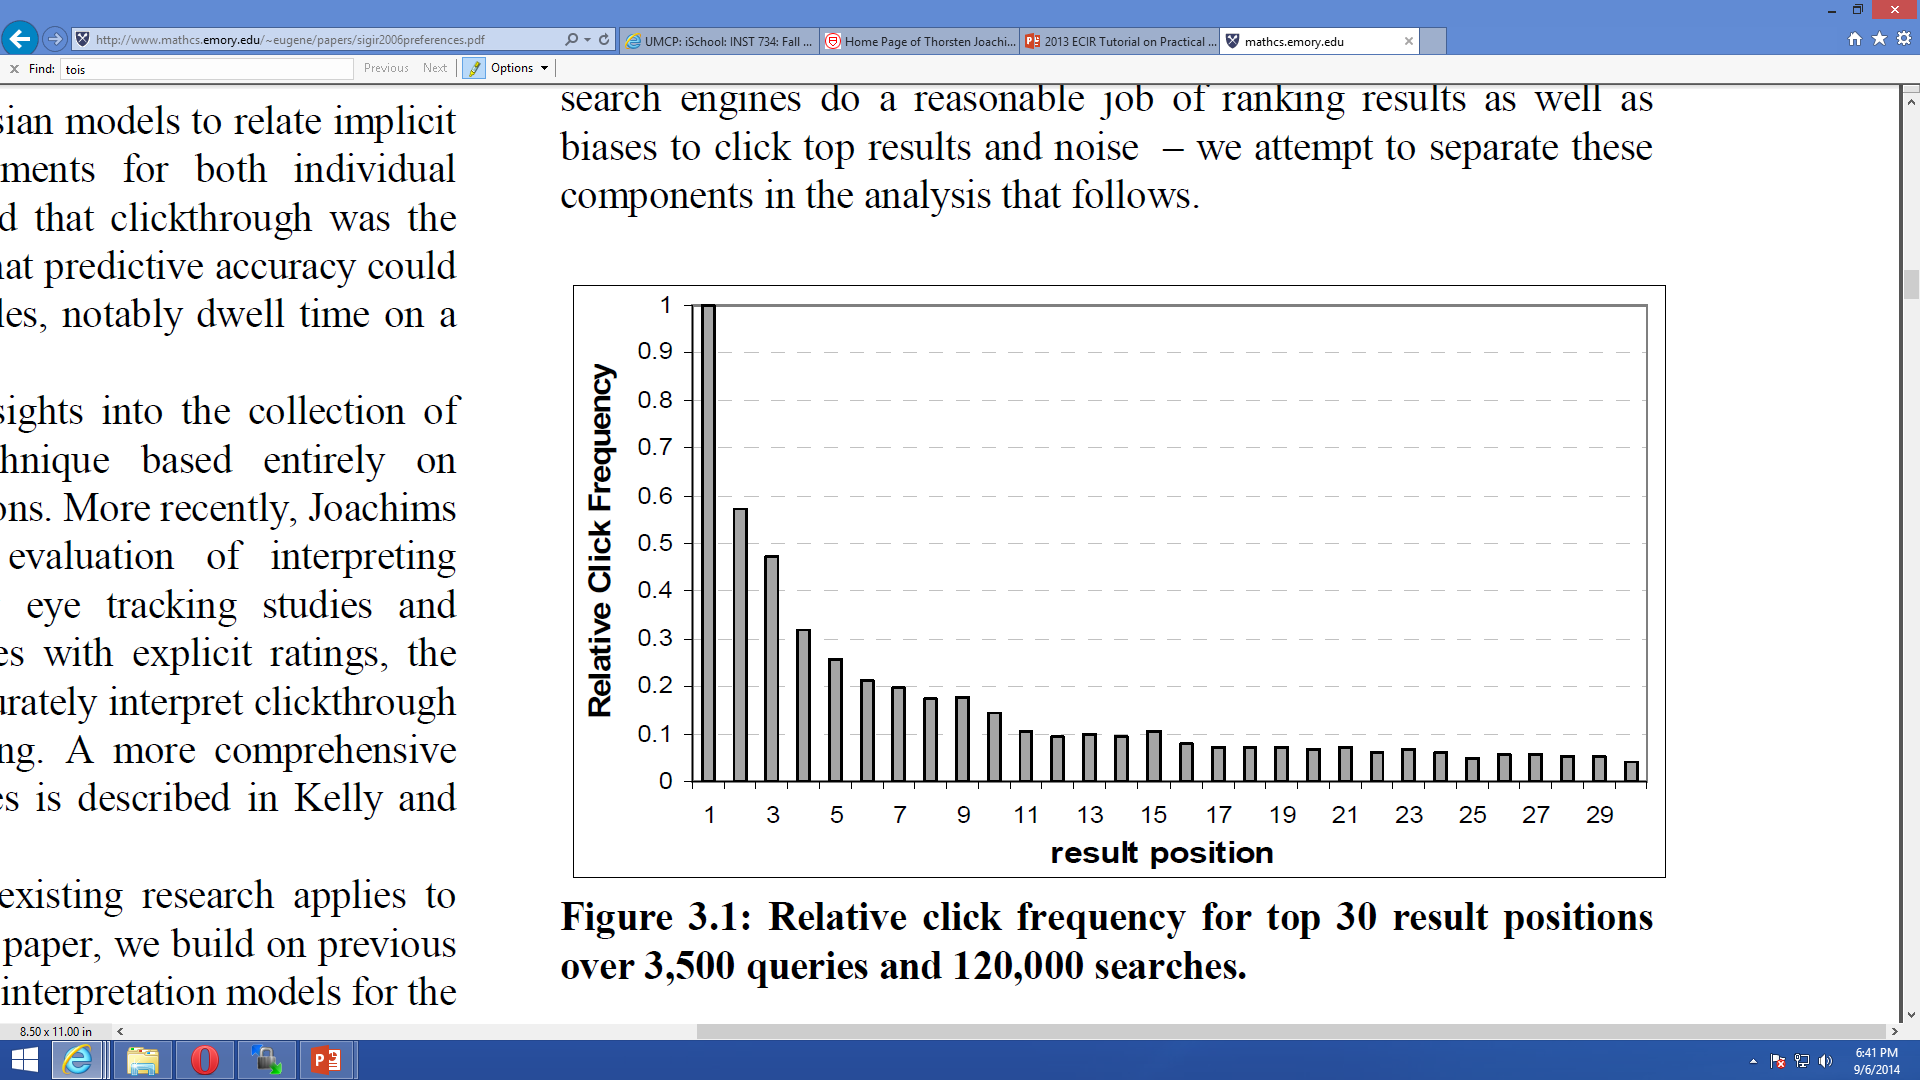 http://www.mathcs.emory.edu/~eugene/papers/sigir2006preferences.pdf
UMCP: iSchool: INST 734: Fall ...
Home Page of Thorsten Joachi...
2013 ECIR Tutorial on Practical ...
mathcs.emory.edu
Find: tois Previous Next Options
sian models to relate implicit
ments for both individual
d that clickthrough was the
at predictive accuracy could
les, notably dwell time on a
sights into the collection of
hnique based entirely on
ons. More recently, Joachims
evaluation of interpreting
eye tracking studies and
es with explicit ratings, the
urately interpret clickthrough
ng. A more comprehensive
es is described in Kelly and
existing research applies to
paper, we build on previous
interpretation models for the
search engines do a reasonable job of ranking results as well as
biases to click top results and noise – we attempt to separate these
components in the analysis that follows.
Relative Click Frequency
1
0.9
0.8
0.7
0.6
0.5
0.4
0.3
0.2
0.1
0
1 3 5 7 9 11 13 15 17 19 21 23 25 27 29
result position
Figure 3.1: Relative click frequency for top 30 result positions
over 3,500 queries and 120,000 searches.
8.50 x 11.00 in
6:41 PM
9/6/2014